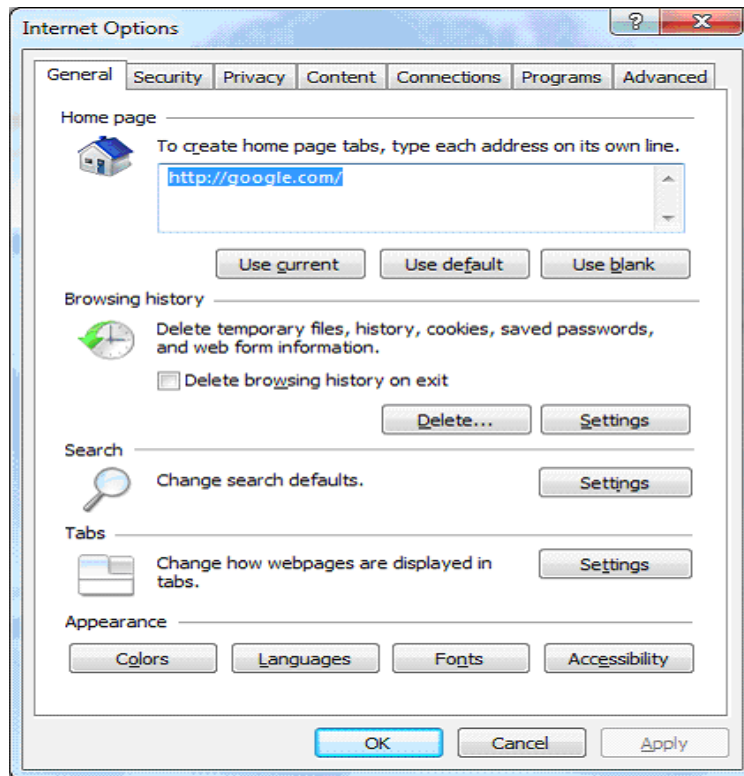 Internet Options
?
X
General Security Privacy Content Connections Programs Advanced
Home page
To create home page tabs, type each address on its own line.
http://google.com/
Use current Use default Use blank
Browsing history
Delete temporary files, history, cookies, saved passwords,
and web form information.
Delete browsing history on exit
Delete... Settings
Search
Change search defaults. Settings
Tabs
Change how webpages are displayed in Settings
tabs.
Appearance
Colors Languages Fonts Accessibility
OK Cancel Apply